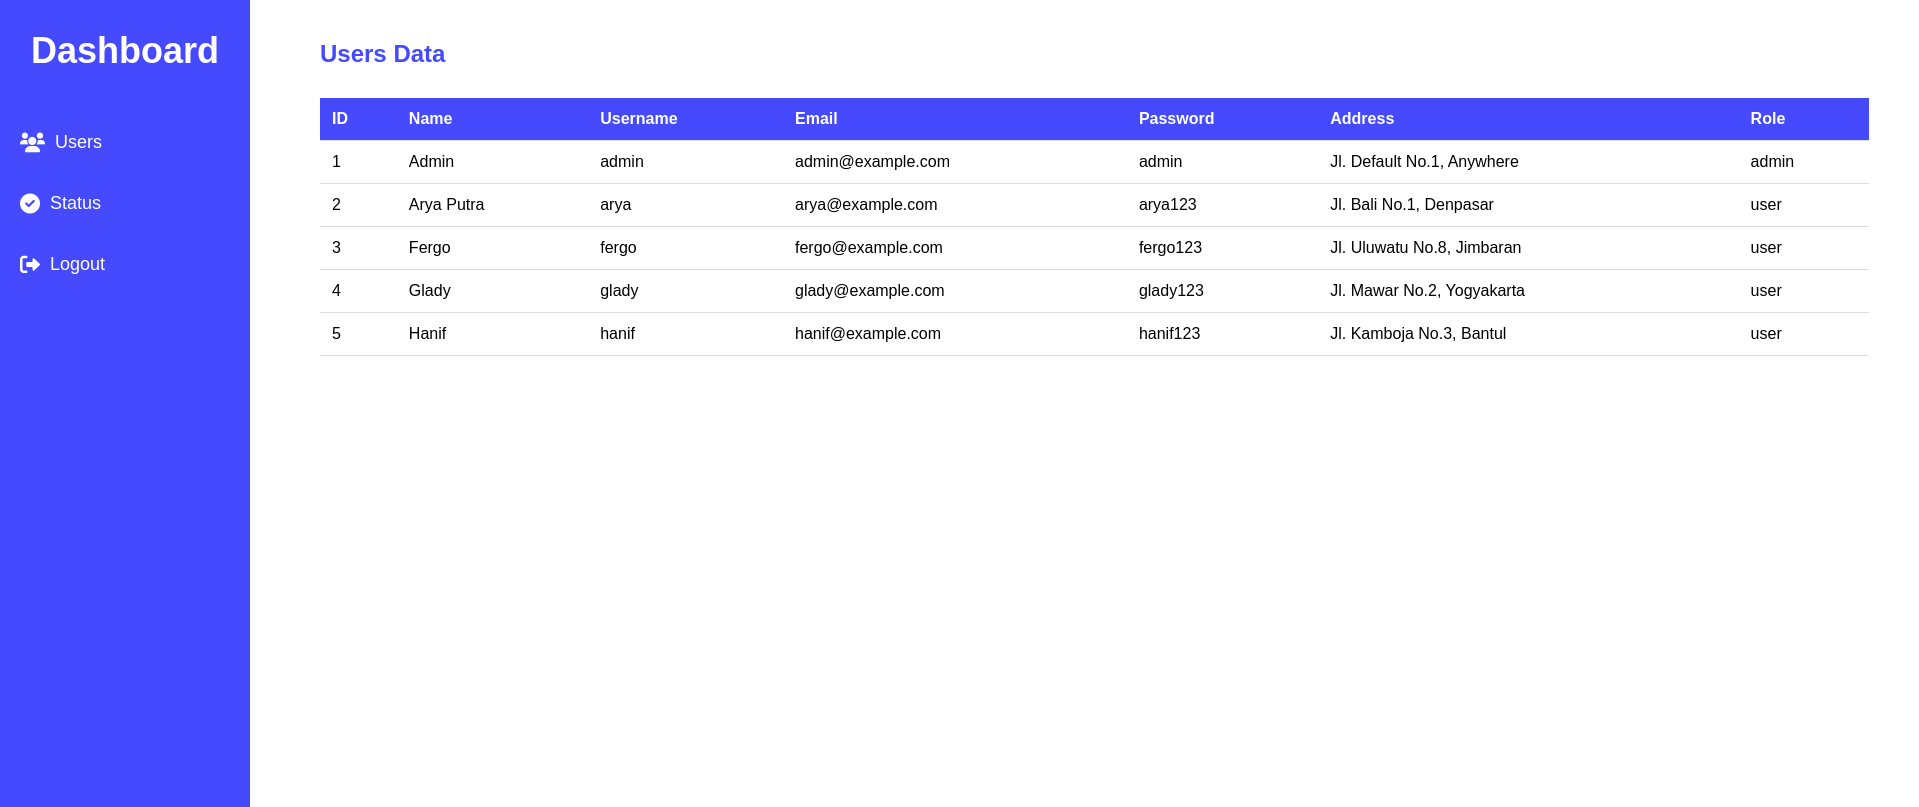 Dashboard
Users
Status
Logout
Users Data
ID Name Username Email Password Address Role
1 Admin admin admin@example.com admin Jl. Default No.1, Anywhere admin
2 Arya Putra arya arya@example.com arya123 Jl. Bali No.1, Denpasar user
3 Fergo fergo fergo@example.com fergo123 Jl. Uluwatu No.8, Jimbaran user
4 Glady glady glady@example.com glady123 Jl. Mawar No.2, Yogyakarta user
5 Hanif hanif hanif@example.com hanif123 Jl. Kamboja No.3, Bantul user